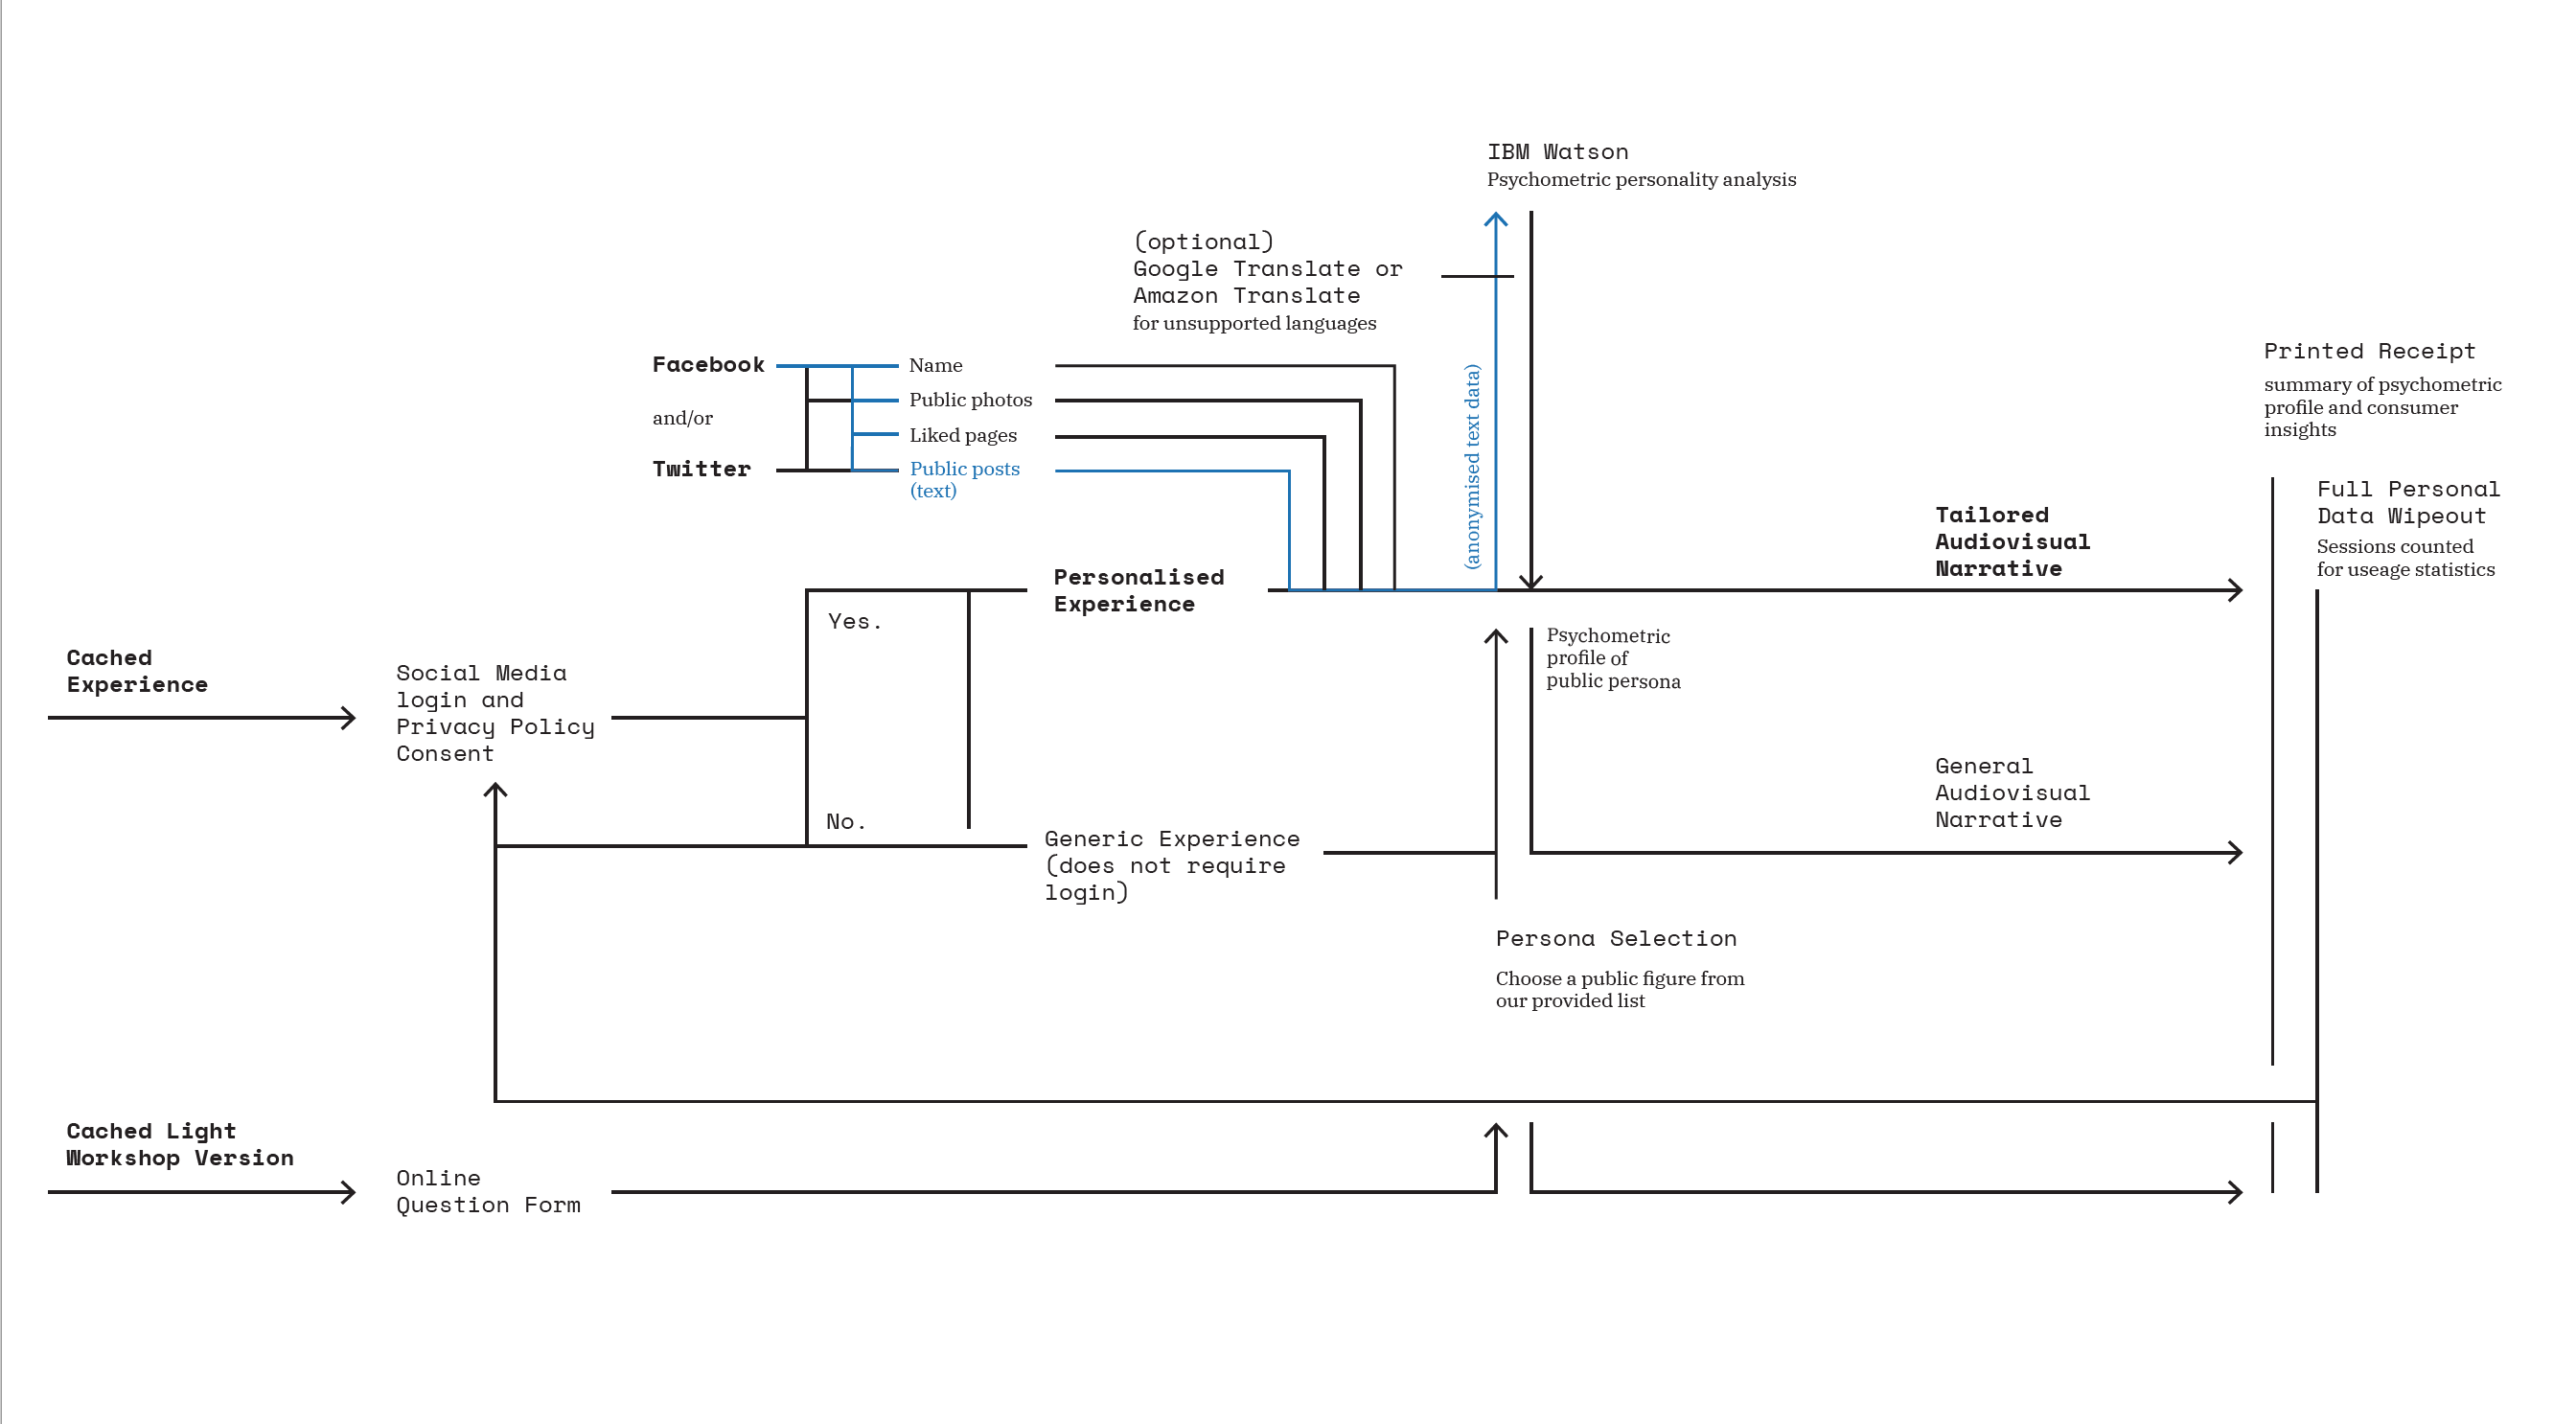 IBM Watson
Psychometric personality analysis
(optional)
Google Translate or
Amazon Translate
for unsupported languages
Facebook
and/or
Twitter
Name
Public photos
Liked pages
Public posts
(text)
(anonymised text data)
Printed Receipt
summary of psychometric
profile and consumer
insights
Full Personal
Data Wipeout
Sessions counted
for useage statistics
Tailored
Audiovisual
Narrative
Personalised
Experience
Yes.
Cached
Experience
Social Media
login and
Privacy Policy
Consent
Psychometric
profile of
public persona
No.
Generic Experience
(does not require
login)
General
Audiovisual
Narrative
Persona Selection
Choose a public figure from
our provided list
Cached Light
Workshop Version
Online
Question Form